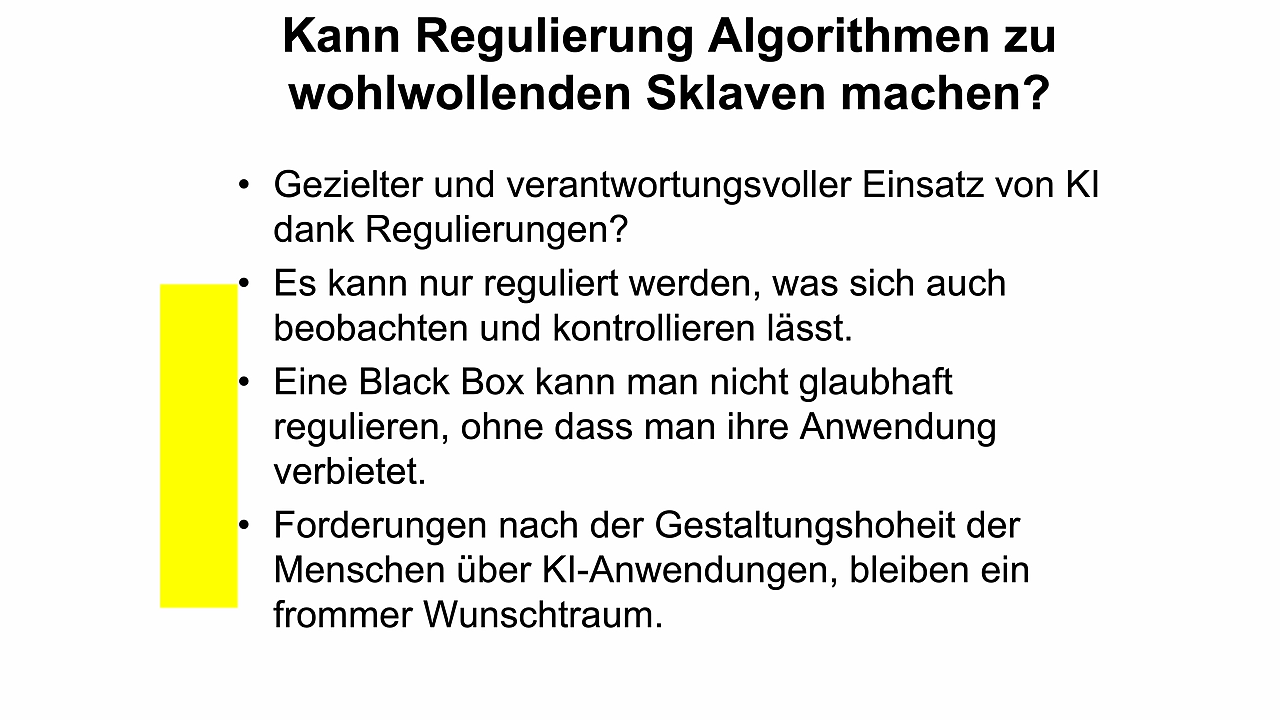 Kann Regulierung Algorithmen zu
wohlwollenden Sklaven machen?
• Gezielter und verantwortungsvoller Einsatz von KI
dank Regulierungen?
• Es kann nur reguliert werden, was sich auch
beobachten und kontrollieren lässt.
• Eine Black Box kann man nicht glaubhaft
regulieren, ohne dass man ihre Anwendung
verbietet.
• Forderungen nach der Gestaltungshoheit der
Menschen über KI-Anwendungen, bleiben ein
frommer Wunschtraum.